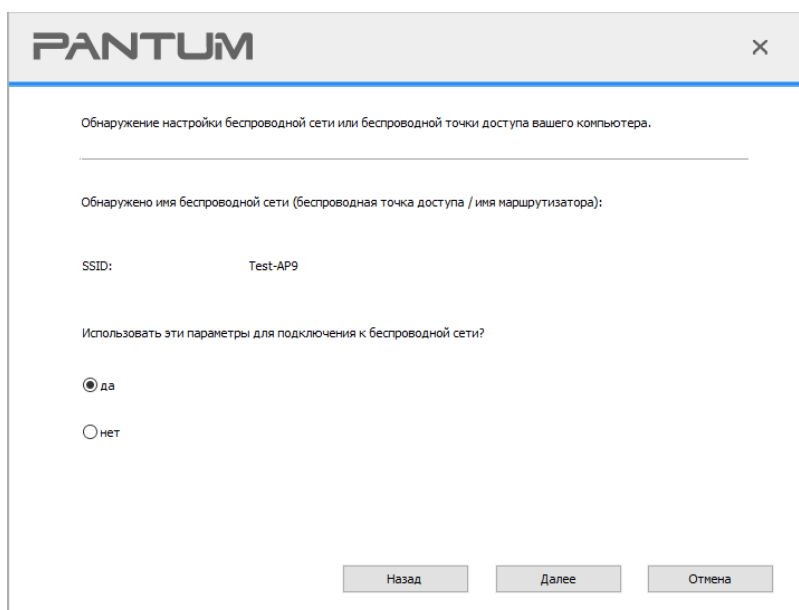 PANTUM
Обнаружение настройки беспроводной сети или беспроводной точки доступа вашего компьютера.
Обнаружено имя беспроводной сети (беспроводная точка доступа / имя маршрутизатора):
SSID: Test-AP9
Использовать эти параметры для подключения к беспроводной сети?
да
нет
Назад Далее Отмена